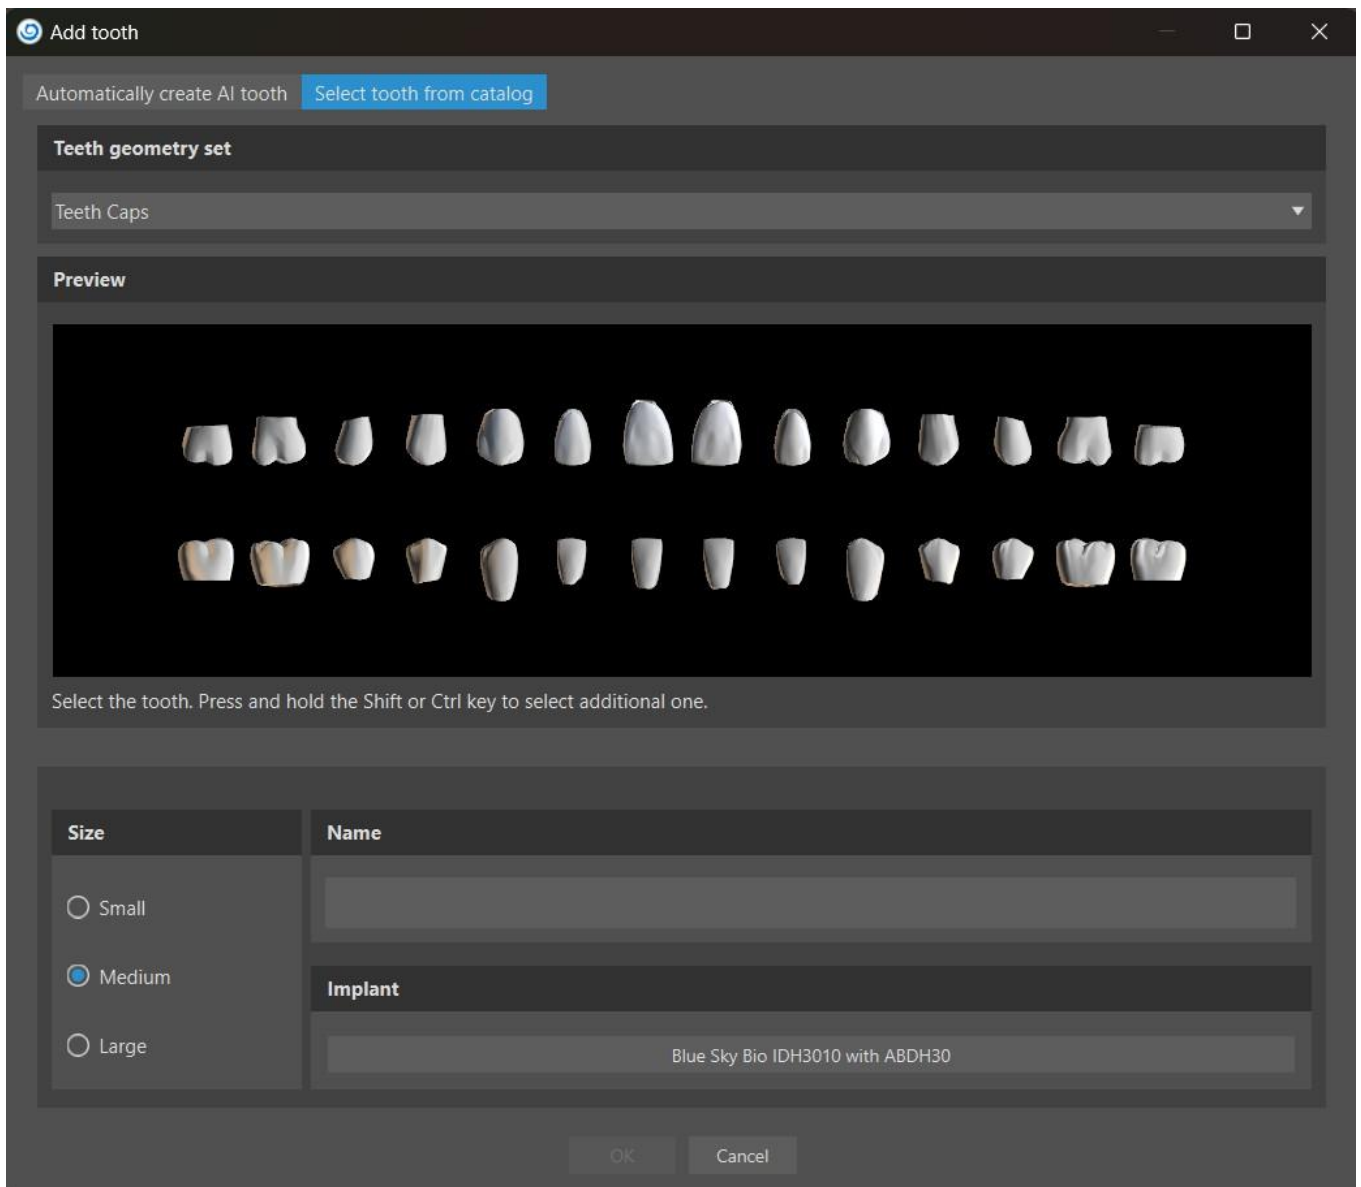 Add tooth
Automatically create AI tooth
Select tooth from catalog
Teeth geometry set
Teeth Caps
Preview
Select the tooth. Press and hold the Shift or Ctrl key to select additional one.
Size
Name
Small
Medium
Implant
Large
Blue Sky Bio IDH3010 with ABDH30
OK
Cancel